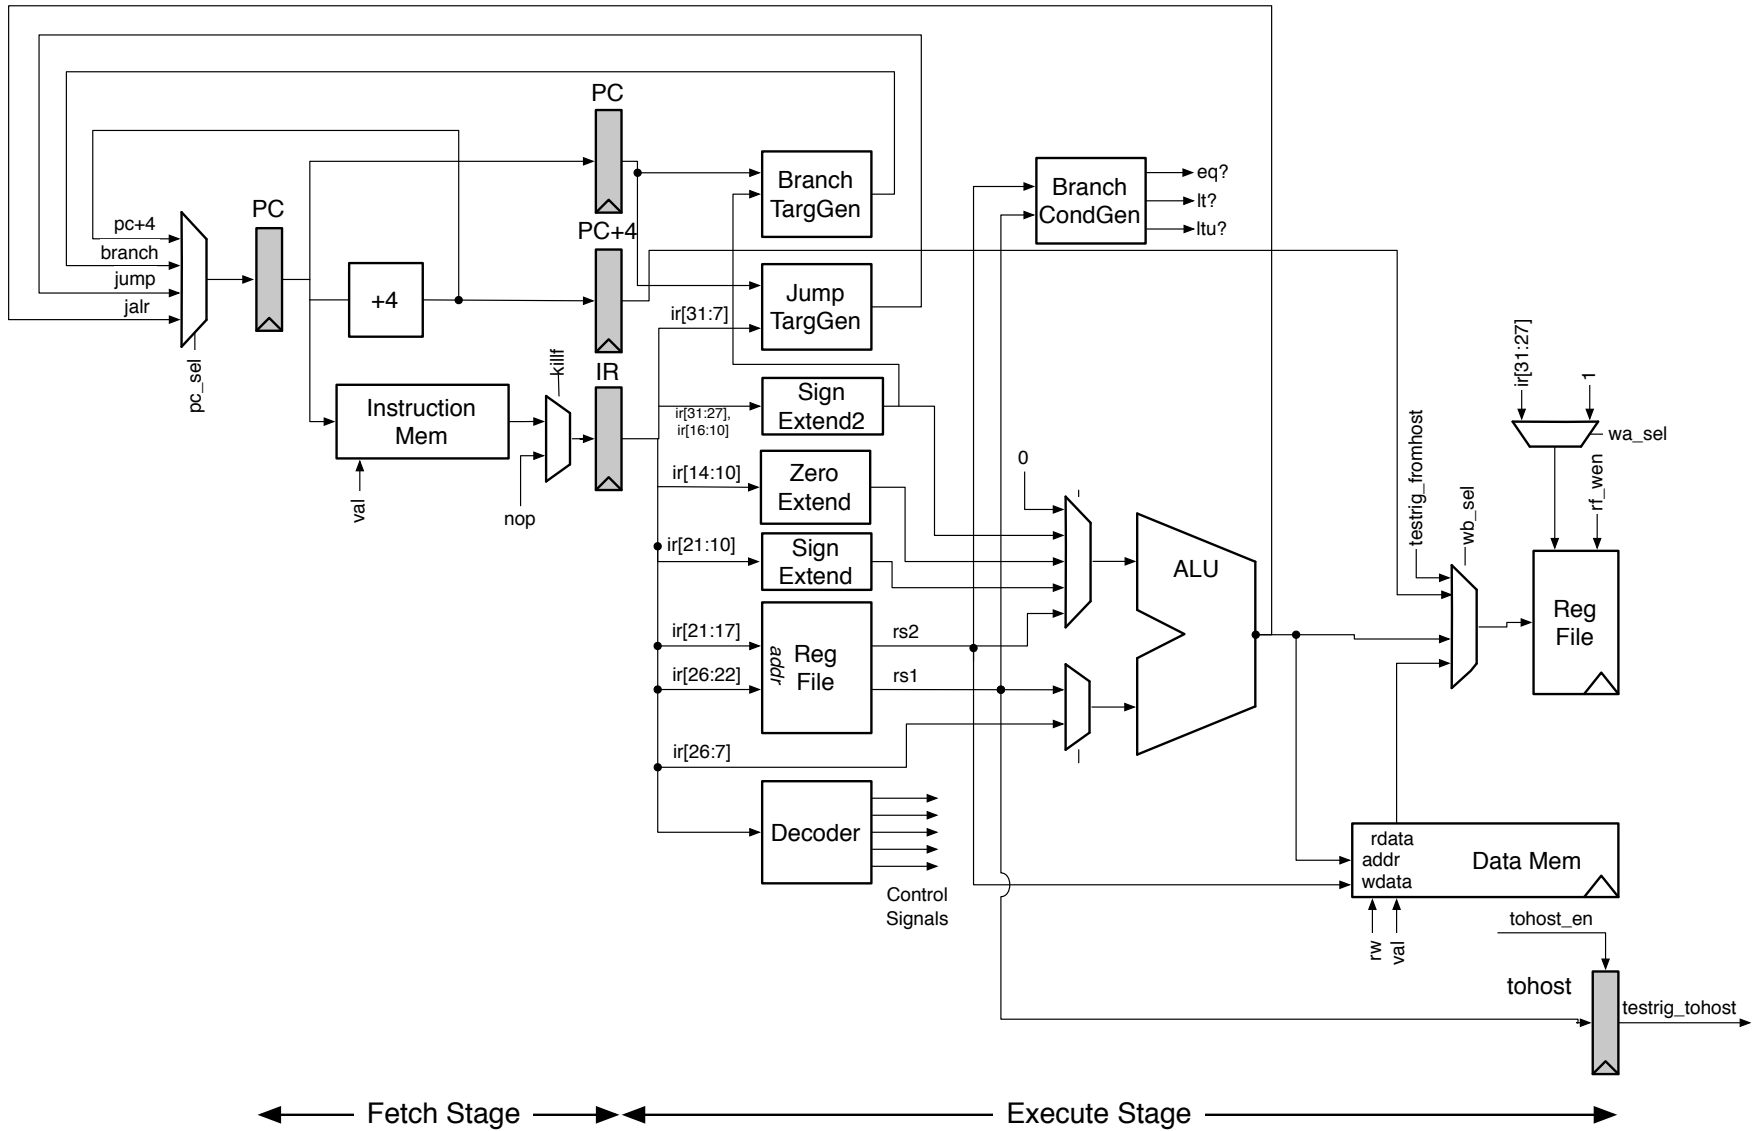 PC
PC+4
IR
PC
pc+4
branch
jump
jalr
pc_sel
+4
Instruction
Mem
val
killf
nop
Branch
TargGen
Jump
TargGen
ir[31:7]
Sign
Extend2
ir[31:27],
ir[16:10]
Zero
Extend
ir[14:10]
Sign
Extend
ir[21:10]
ir[21:17]
ir[26:22]
addr
Reg
File
rs2
rs1
ir[26:7]
Decoder
Control
Signals
Branch
CondGen
eq?
lt?
ltu?
0
ALU
testrig_fromhost
wb_sel
ir[31:27]
1
wa_sel
rf_wen
Reg
File
rdata
addr
wdata
Data Mem
rw
val
tohost_en
tohost
testrig_tohost
Fetch Stage
Execute Stage